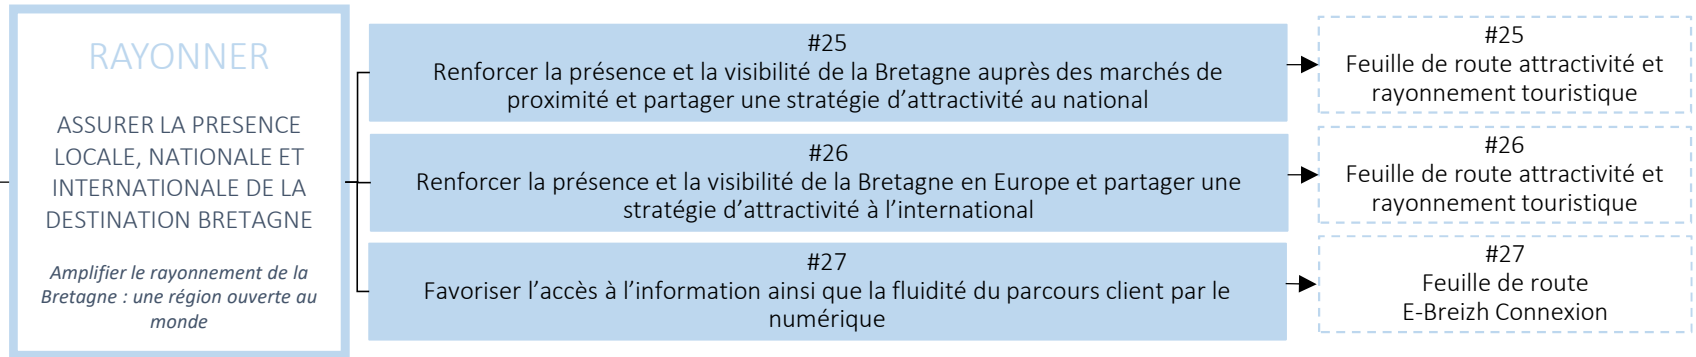 RAYONNER
ASSURER LA PRESENCE
LOCALE, NATIONALE ET
INTERNATIONALE DE LA
DESTINATION BRETAGNE
Amplifier le rayonnement de la
Bretagne : une région ouverte au
monde
#25
Renforcer la présence et la visibilité de la Bretagne auprès des marchés de
proximité et partager une stratégie d’attractivité au national
#25
Feuille de route attractivité et
rayonnement touristique
#26
Renforcer la présence et la visibilité de la Bretagne en Europe et partager une
stratégie d’attractivité à l’international
#26
Feuille de route attractivité et
rayonnement touristique
#27
Favoriser l’accès à l’information ainsi que la fluidité du parcours client par le
numérique
#27
Feuille de route
E-Breizh Connexion